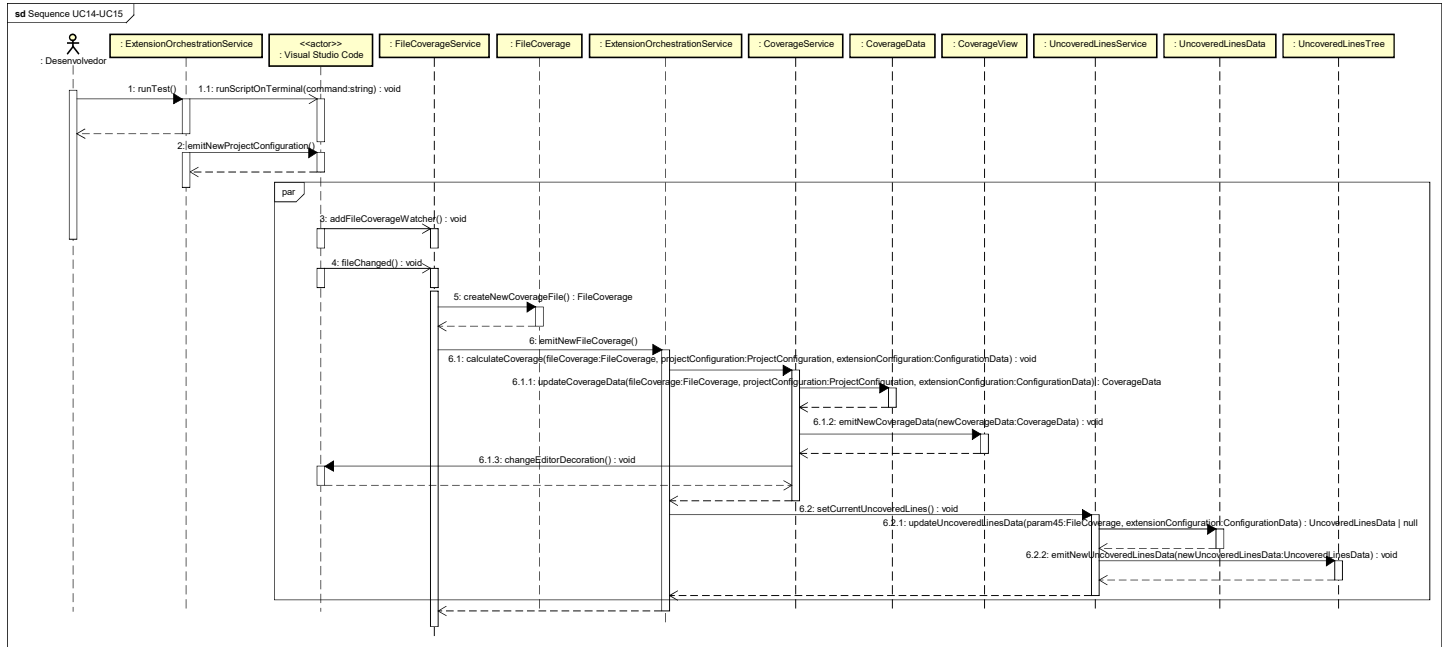 sd Sequence UC14-UC15
: Desenvolvedor
: ExtensionOrchestrationService
<<actor>>
: Visual Studio Code
: FileCoverageService
: FileCoverage
: ExtensionOrchestrationService
: CoverageService
: CoverageData
: CoverageView
: UncoveredLinesService
: UncoveredLinesData
: UncoveredLinesTree
1: runTest()
1.1: runScriptOnTerminal(command:string) : void
2: emitNewProjectConfiguration()
par
3: addFileCoverageWatcher() : void
4: fileChanged() : void
5: createNewCoverageFile() : FileCoverage
6: emitNewFileCoverage()
6.1: calculateCoverage(fileCoverage:FileCoverage, projectConfiguration:ProjectConfiguration, extensionConfiguration:ConfigurationData) : void
6.1.1: updateCoverageData(fileCoverage:FileCoverage, projectConfiguration:ProjectConfiguration, extensionConfiguration:ConfigurationData) : CoverageData
6.1.2: emitNewCoverageData(newCoverageData:CoverageData) : void
6.1.3: changeEditorDecoration() : void
6.2: setCurrentUncoveredLines() : void
6.2.1: updateUncoveredLinesData(param45:FileCoverage, extensionConfiguration:ConfigurationData) : UncoveredLinesData | null
6.2.2: emitNewUncoveredLinesData(newUncoveredLinesData:UncoveredLinesData) : void